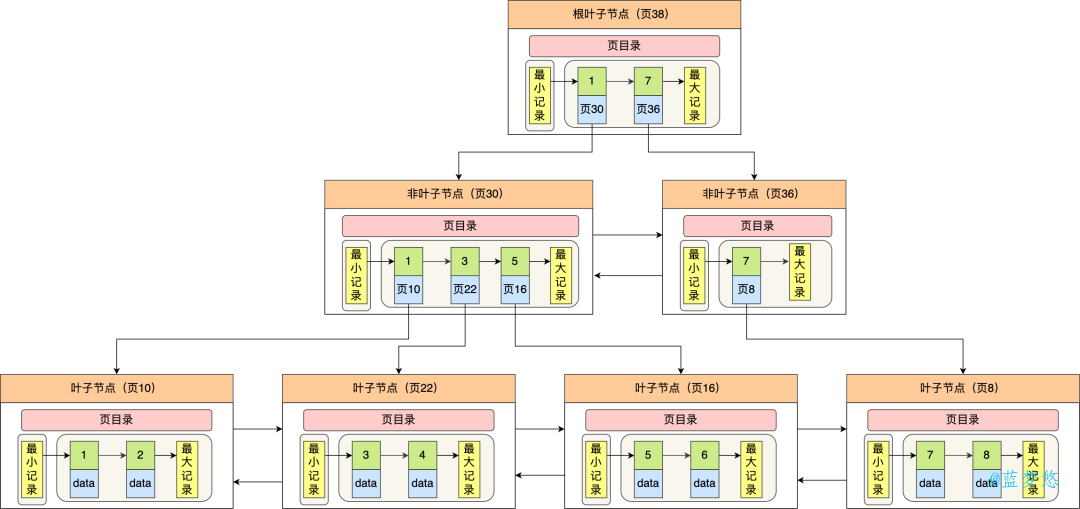 根叶子节点（页38）
页目录
最小记录
1
页30
7
页36
最大记录
非叶子节点（页30）
页目录
最小记录
1
页10
3
页22
5
页16
最大记录
非叶子节点（页36）
页目录
最小记录
7
页8
最大记录
叶子节点（页10）
页目录
最小记录
1
data
2
data
最大记录
叶子节点（页22）
页目录
最小记录
3
data
4
data
最大记录
叶子节点（页16）
页目录
最小记录
5
data
6
data
最大记录
叶子节点（页8）
页目录
最小记录
7
data
8
data
最大记录
@蓝梦悠